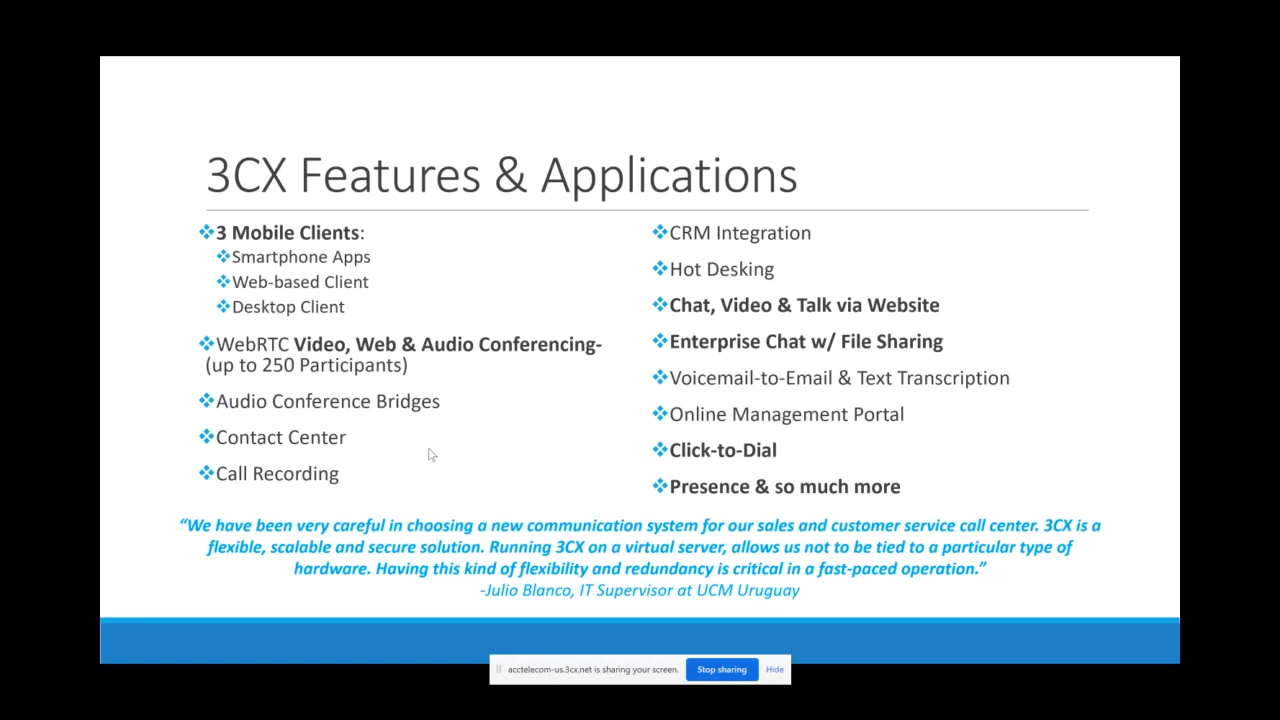 3CX Features & Applications
3 Mobile Clients:
Smartphone Apps
Web-based Client
Desktop Client
WebRTC Video, Web & Audio Conferencing-
(up to 250 Participants)
Audio Conference Bridges
Contact Center
Call Recording
CRM Integration
Hot Desking
Chat, Video & Talk via Website
Enterprise Chat w/ File Sharing
Voicemail-to-Email & Text Transcription
Online Management Portal
Click-to-Dial
Presence & so much more
“We have been very careful in choosing a new communication system for our sales and customer service call center. 3CX is a
flexible, scalable and secure solution. Running 3CX on a virtual server, allows us not to be tied to a particular type of
hardware. Having this kind of flexibility and redundancy is critical in a fast-paced operation.”
-Julio Blanco, IT Supervisor at UCM Uruguay
acctelecom-us.3cx.net is sharing your screen. Stop sharing Hide